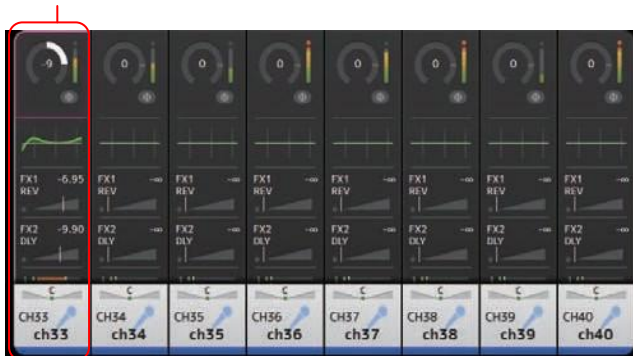 -9 0 0 0 0 0 0 0
FX1 -6.95 FX1 -∞ FX1 -∞ FX1 -∞ FX1 -∞ FX1 -∞ FX1 -∞ FX1 -∞
REV REV REV REV REV REV REV REV
FX2 -9.90 FX2 -∞ FX2 -∞ FX2 -∞ FX2 -∞ FX2 -∞ FX2 -∞ FX2 -∞
DLY DLY DLY DLY DLY DLY DLY DLY
C C C C C C C C
CH33 CH34 CH35 CH36 CH37 CH38 CH39 CH40
ch33 ch34 ch35 ch36 ch37 ch38 ch39 ch40